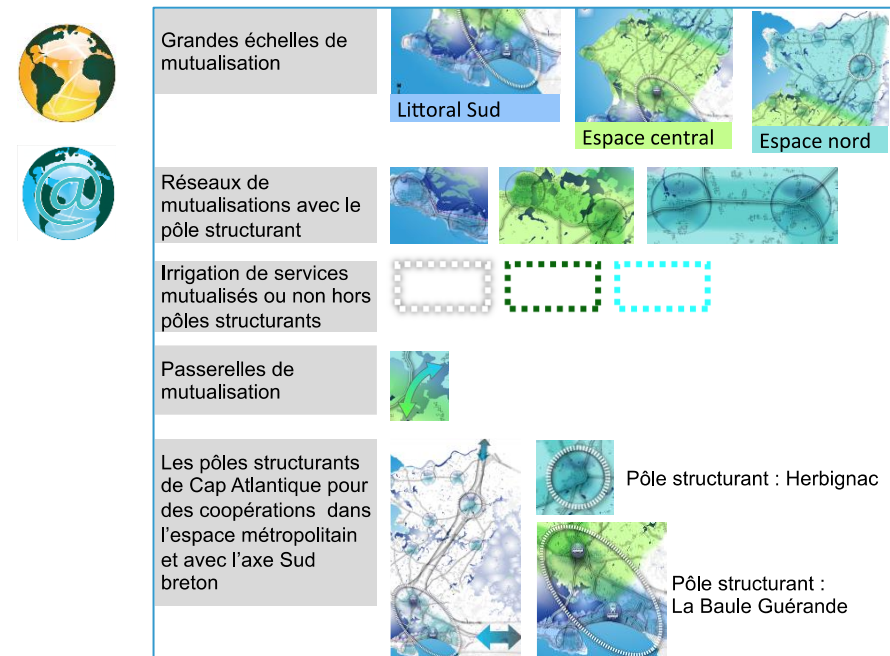 Grandes échelles de
mutualisation
Littoral Sud
Espace central
Espace nord
@
Réseaux de
mutualisations avec le
pôle structurant
Irrigation de services
mutualisés ou non hors
pôles structurants
Passerelles de
mutualisation
Les pôles structurants
de Cap Atlantique pour
des coopérations dans
l'espace métropolitain
et avec l'axe Sud
breton
Pôle structurant : Herbignac
Pôle structurant :
La Baule Guérande